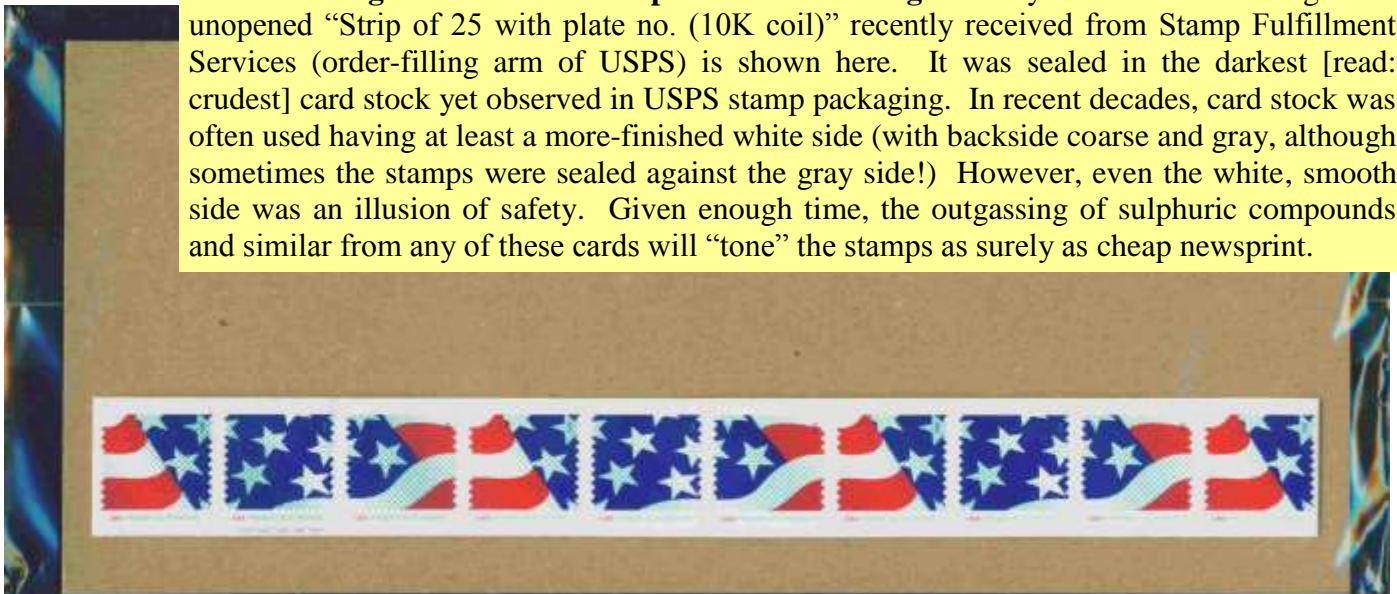 unopened “Strip of 25 with plate no. (10K coil)” recently received from Stamp Fulfillment
Services (order-filling arm of USPS) is shown here.  It was sealed in the darkest [read:
crudest] card stock yet observed in USPS stamp packaging.  In recent decades, card stock was
often used having at least a more-finished white side (with backside coarse and gray, although
sometimes the stamps were sealed against the gray side!)  However, even the white, smooth
side was an illusion of safety.  Given enough time, the outgassing of sulphuric compounds
and similar from any of these cards will “tone” the stamps as surely as cheap newsprint.